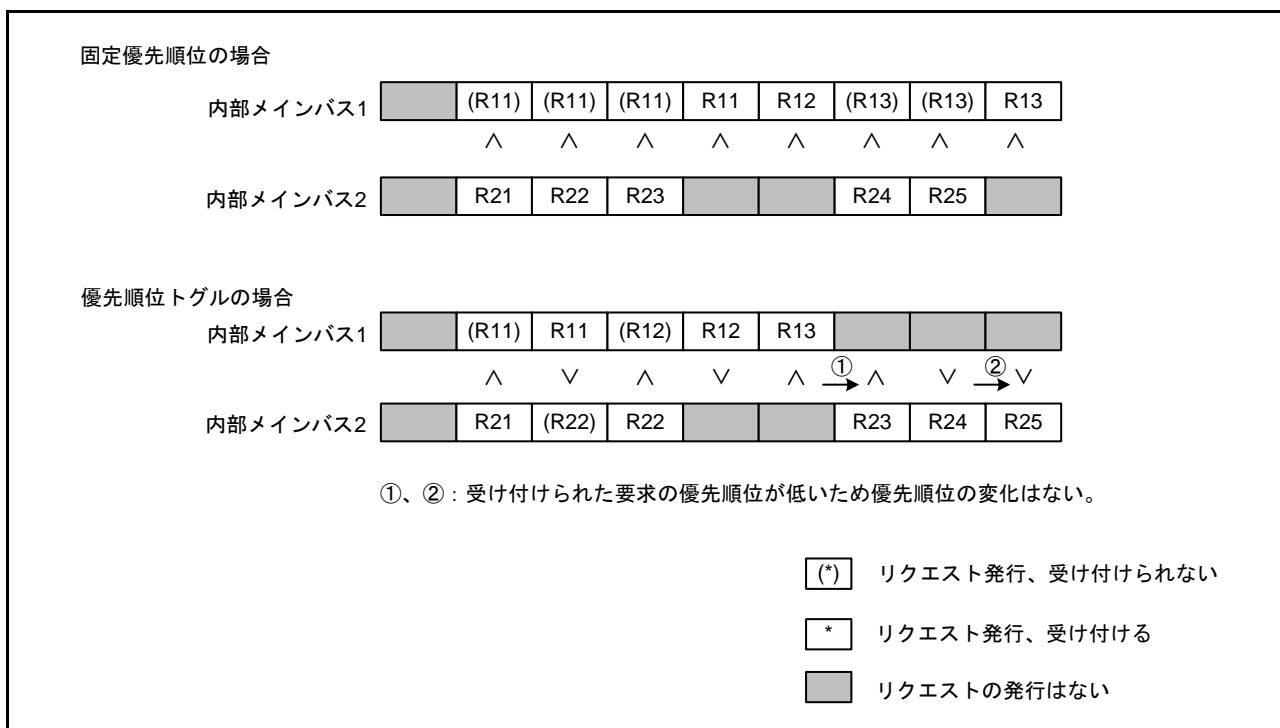 固定優先順位の場合
内部メインバス1 (R11) (R11) (R11) R11 R12 (R13) (R13) R13
∧ ∧ ∧ ∧ ∧ ∧ ∧ ∧
内部メインバス2 R21 R22 R23 R24 R25
優先順位トグルの場合
内部メインバス1 (R11) R11 (R12) R12 R13
∧ ∨ ∧ ∨ ∧ ① ∧ ∨ ② ∨
内部メインバス2 R21 (R22) R22 R23 R24 R25
①、②：受け付けられた要求の優先順位が低いため優先順位の変化はない。
(*) リクエスト発行、受け付けられない
* リクエスト発行、受け付ける
リクエストの発行はない